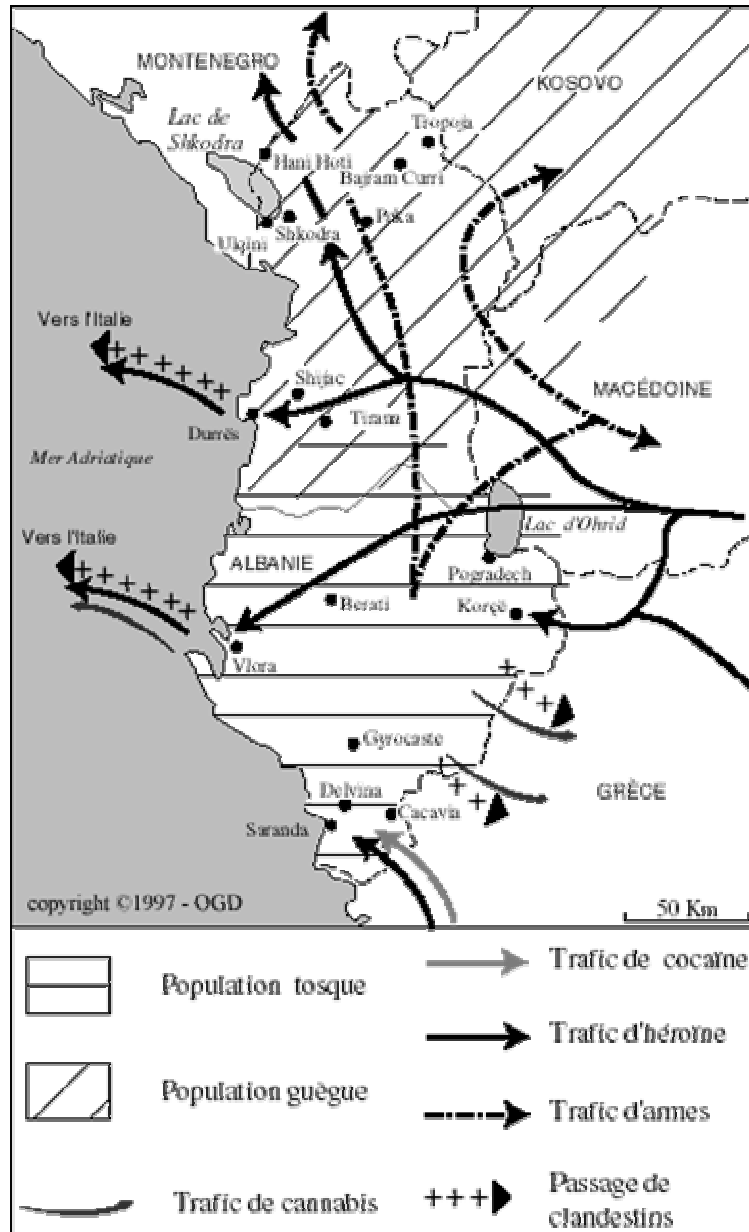 MONTENEGRO
KOSOVO
Lac de
Shkodra
Tropoja
Hani Hoti
Bajram Curri
Puka
Ulqini
Shkodra
Vers l'Italie
Shijac
MACÉDOINE
Durrës
Tirana
Mer Adriatique
Vers l'Italie
Lac d'Ohrid
ALBANIE
Pogradech
Berati
Korçë
Vlora
Gyrocaste
GRÈCE
Delvina
Cacavia
Saranda
copyright ©1997 - OGD
50 Km
Population tosque
Trafic de cocaïne
Trafic d'héroïne
Population guègue
Trafic d'armes
Trafic de cannabis
Passage de
clandestins